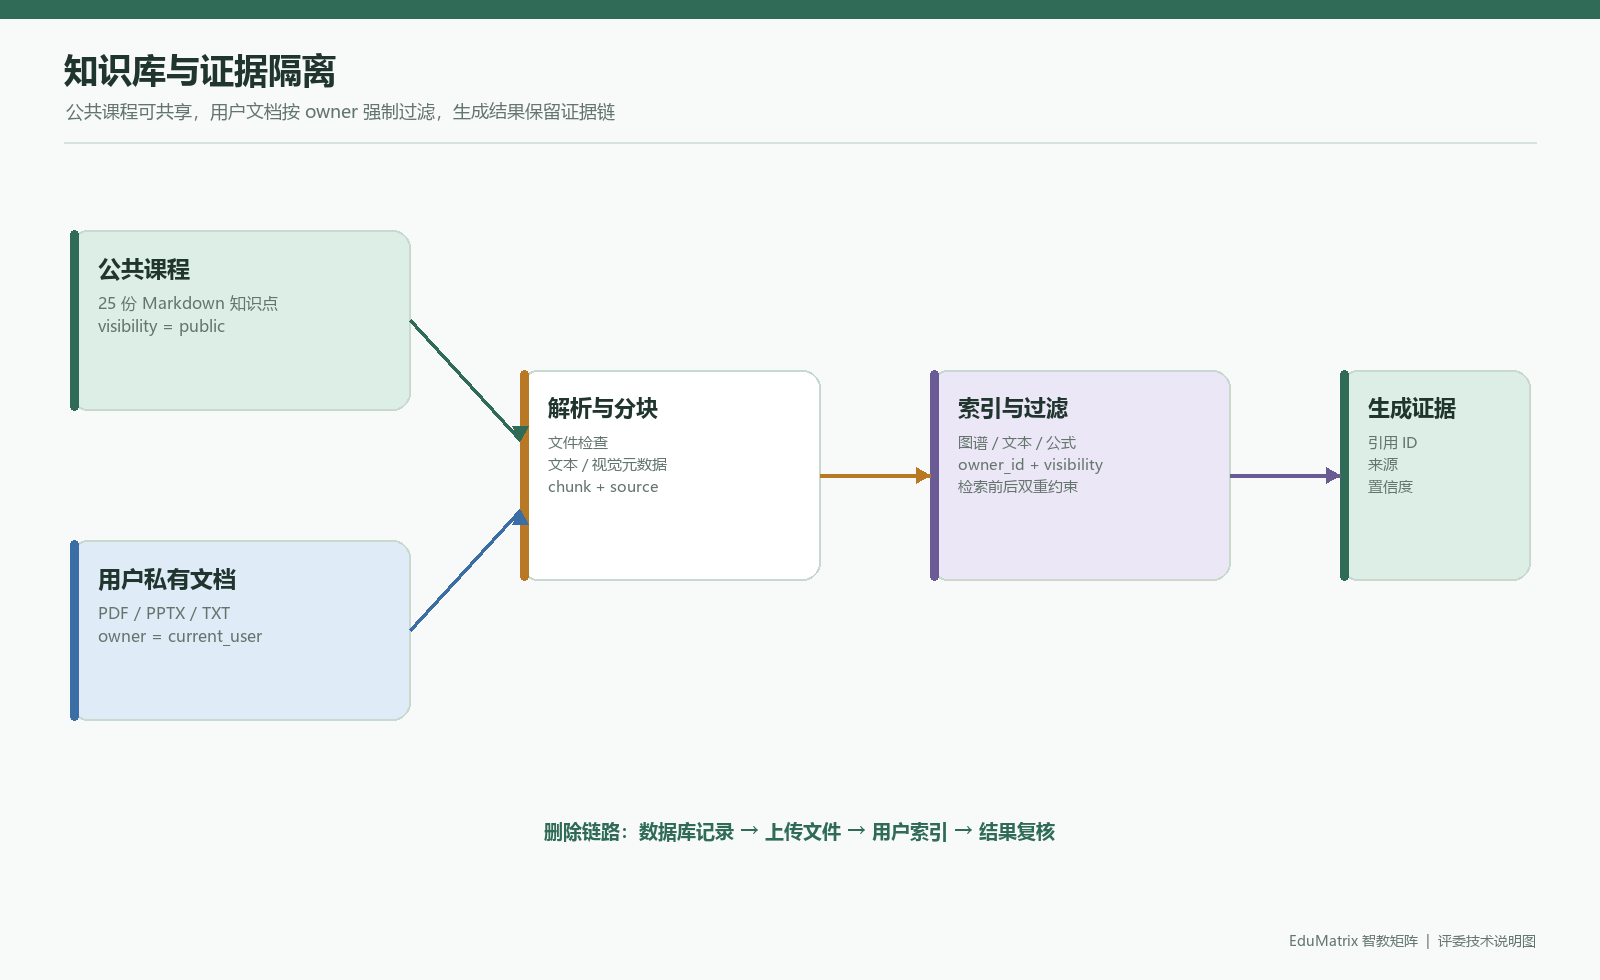 知识库与证据隔离
公共课程可共享，用户文档按 owner 强制过滤，生成结果保留证据链
公共课程
25 份 Markdown 知识点
visibility = public
用户私有文档
PDF / PPTX / TXT
owner = current_user
解析与分块
文件检查
文本 / 视觉元数据
chunk + source
索引与过滤
图谱 / 文本 / 公式
owner_id + visibility
检索前后双重约束
生成证据
引用 ID
来源
置信度
删除链路：数据库记录 → 上传文件 → 用户索引 → 结果复核
EduMatrix 智教矩阵 | 评委技术说明图